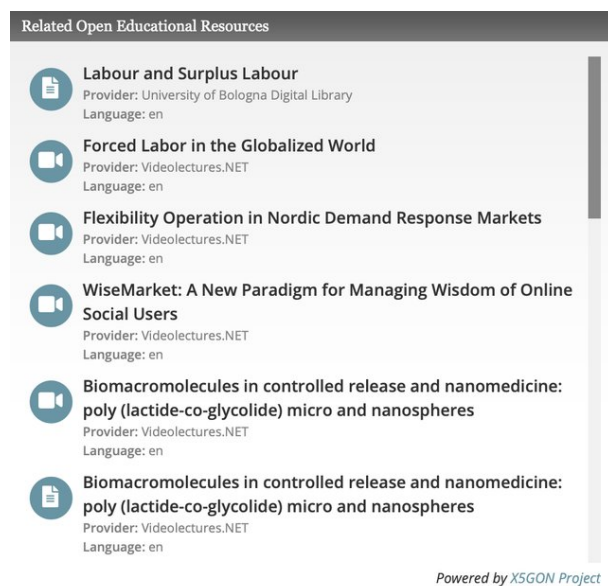 Related Open Educational Resources
Labour and Surplus Labour
Provider: University of Bologna Digital Library
Language: en
Forced Labor in the Globalized World
Provider: Videolectures.NET
Language: en
Flexibility Operation in Nordic Demand Response Markets
Provider: Videolectures.NET
Language: en
WiseMarket: A New Paradigm for Managing Wisdom of Online
Social Users
Provider: Videolectures.NET
Language: en
Biomacromolecules in controlled release and nanomedicine:
poly (lactide-co-glycolide) micro and nanospheres
Provider: Videolectures.NET
Language: en
Biomacromolecules in controlled release and nanomedicine:
poly (lactide-co-glycolide) micro and nanospheres
Provider: Videolectures.NET
Language: en
Powered by X5GON Project